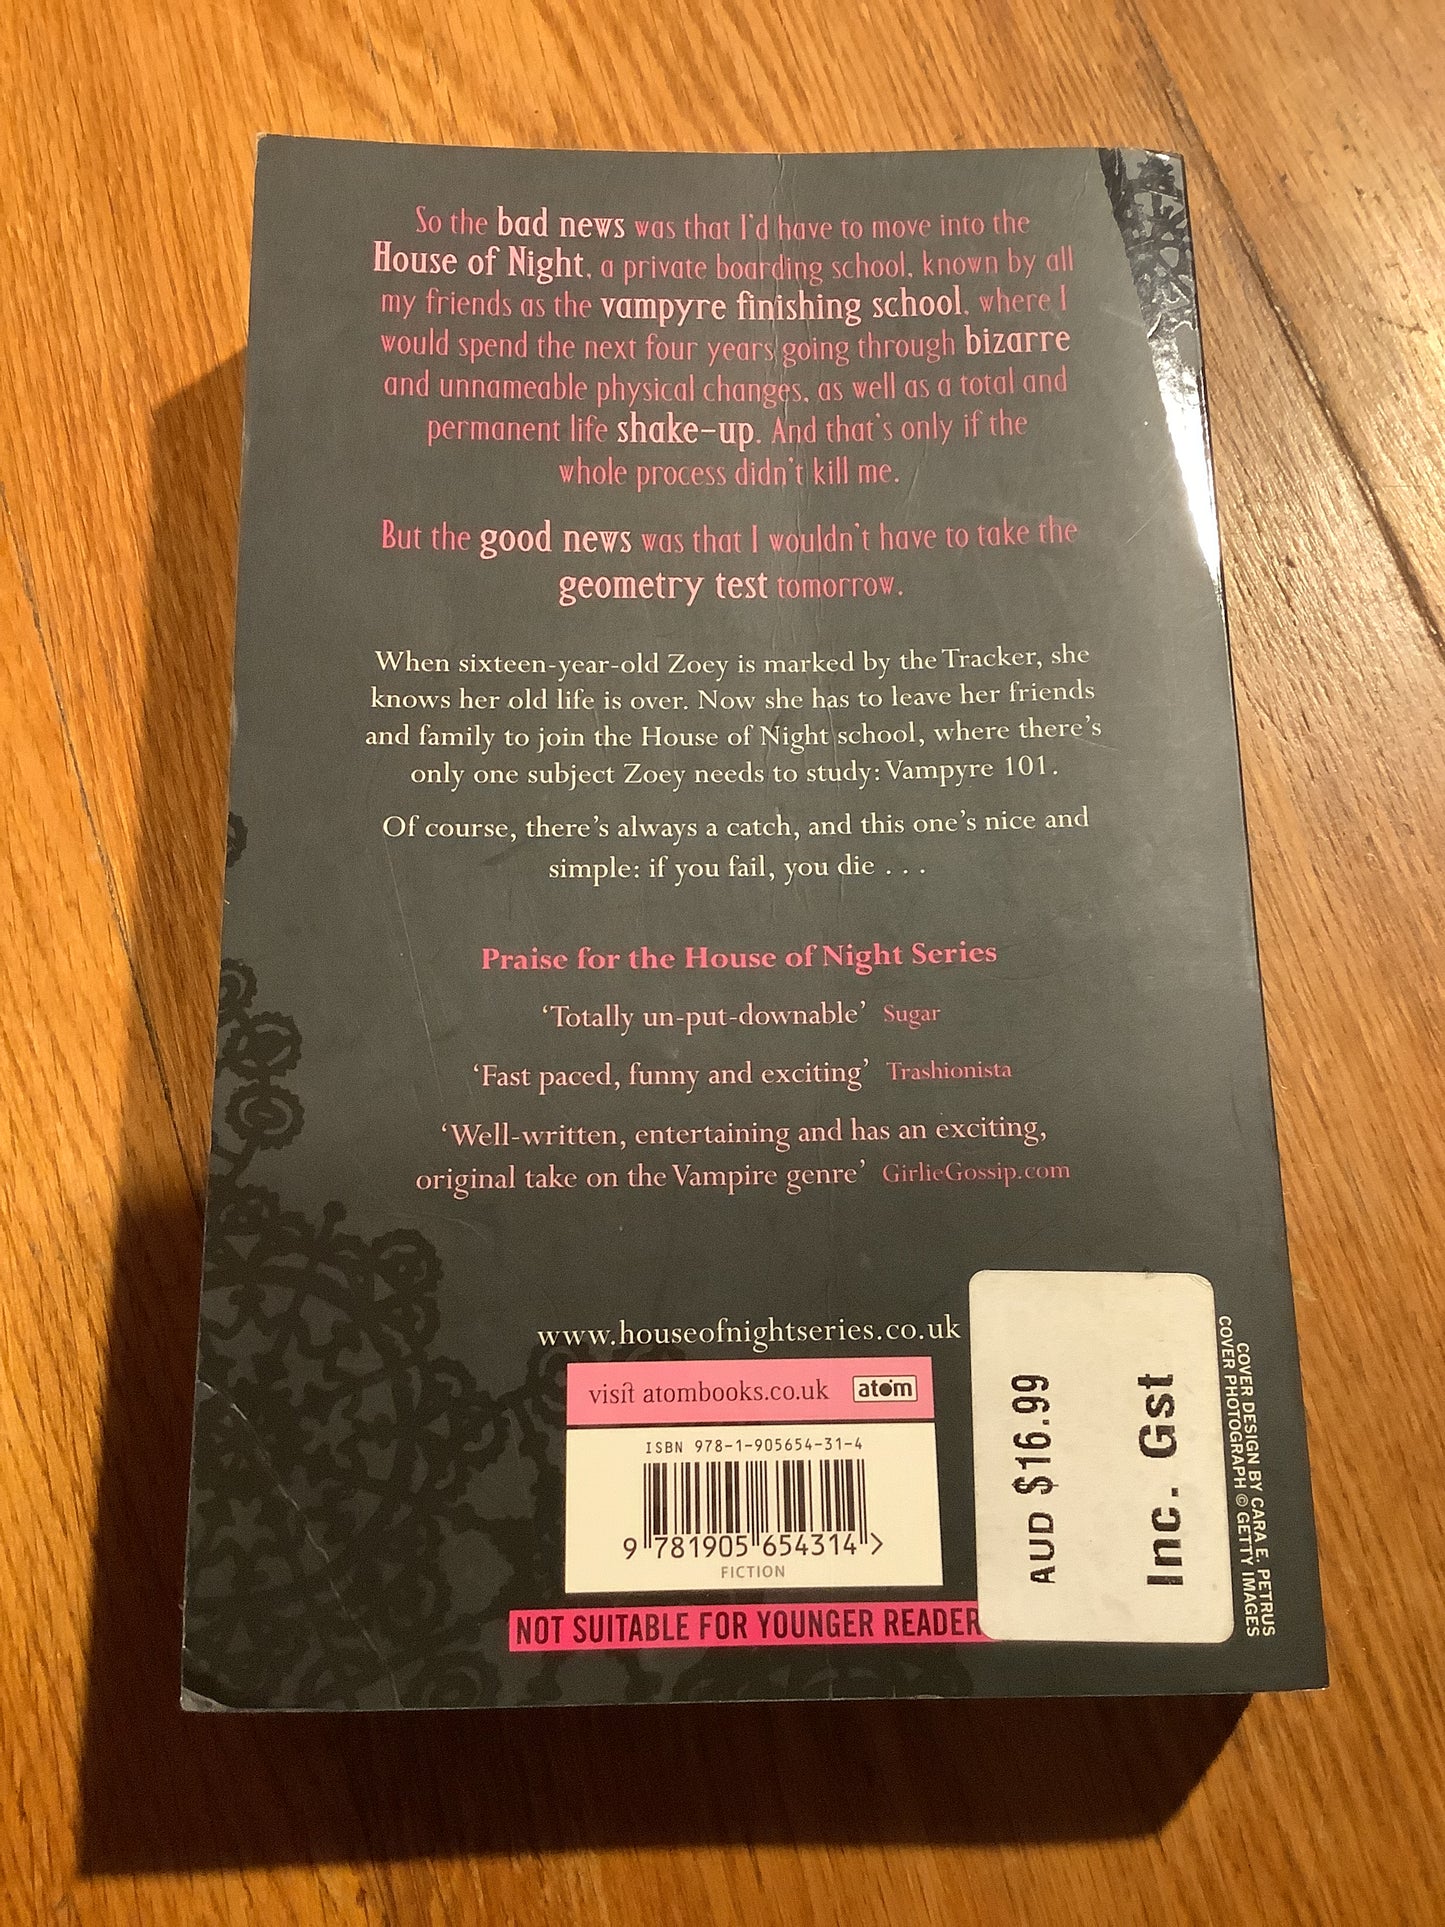 So the bad news was that I'd have to move into the
House of Night, a private boarding school, known by all
my friends as the vampyre finishing school, where I
would spend the next four years going through bizarre
and unnameable physical changes, as well as a total and
permanent life shake-up. And that's only if the
whole process didn't kill me.
But the good news was that I wouldn't have to take the
geometry test tomorrow.
When sixteen-year-old Zoey is marked by the Tracker, she
knows her old life is over. Now she has to leave her friends
and family to join the House of Night school, where there's
only one subject Zoey needs to study: Vampyre 101.
Of course, there's always a catch, and this one's nice and
simple: if you fail, you die . . .
Praise for the House of Night Series
‘Totally un-put-downable’ Sugar
‘Fast paced, funny and exciting’ Trashionista
‘Well-written, entertaining and has an exciting,
original take on the Vampire genre’ GirlieGossip.com
www.houseofnightseries.co.uk
visit atombooks.co.uk atom
ISBN 978-1-905654-31-4
9 781905 654314 >
FICTION
NOT SUITABLE FOR YOUNGER READER
AUD $16.99
Inc. Gst
COVER DESIGN BY CARA E. PETRUS
COVER PHOTOGRAPH © GETTY IMAGES